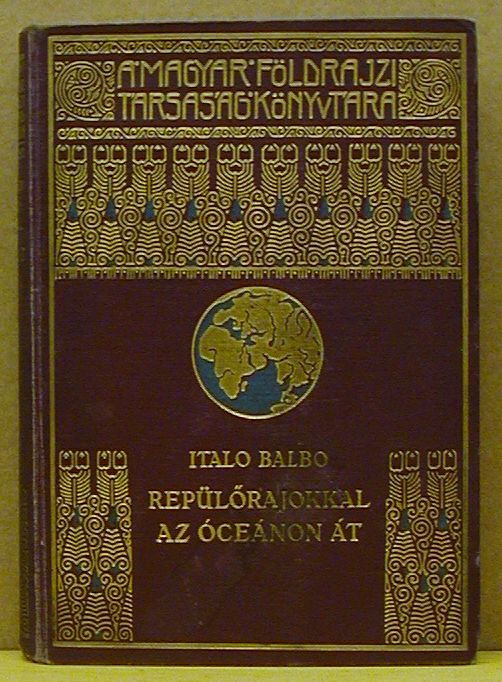 A MAGYAR FÖLDRAJZI
TÁRSASÁG KÖNYVTÁRA
ITALO BALBO
REPÜLŐRAJOKKAL
AZ ÓCEÁNON ÁT